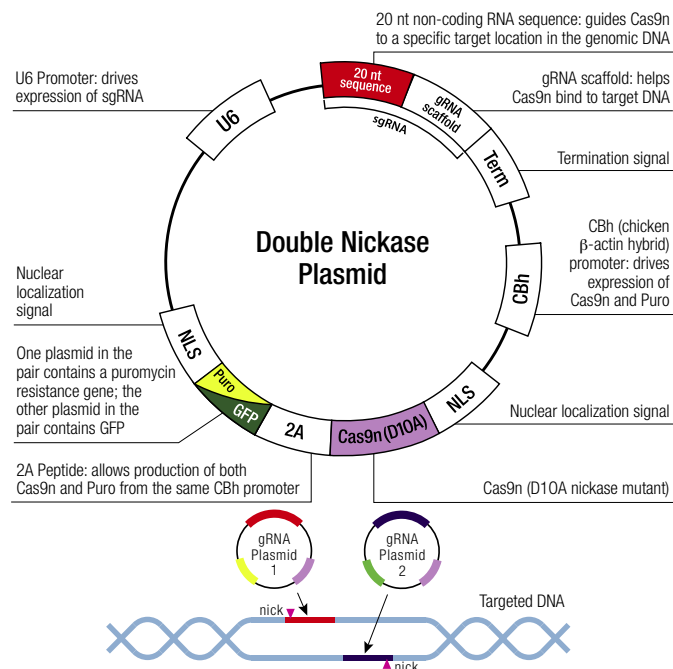 20 nt non-coding RNA sequence: guides Cas9n
to a specific target location in the genomic DNA
U6 Promoter: drives
expression of sgRNA
20 nt
sequence
gRNA
scaffold
sgRNA
gRNA scaffold: helps
Cas9n bind to target DNA
U6
Term
Termination signal
Double Nickase
Plasmid
CBh
CBh (chicken
β-actin hybrid)
promoter: drives
expression of
Cas9n and Puro
Nuclear
localization
signal
NLS
Puro
GFP
2A
Cas9n (D10A)
NLS
One plasmid in the
pair contains a puromycin
resistance gene; the
other plasmid in the
pair contains GFP
Nuclear localization signal
2A Peptide: allows production of both
Cas9n and Puro from the same CBh promoter
Cas9n (D10A nickase mutant)
gRNA
Plasmid
1
gRNA
Plasmid
2
nick
Targeted DNA
nick